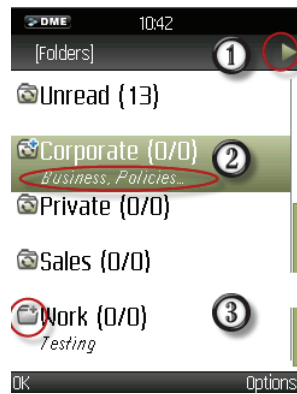 DME 10:42
[Folders] 1
Unread (13)
Corporate (0/0) 2
Business, Policies...
Private (0/0)
Sales (0/0)
Work (0/0) 3
Testing
OK Options